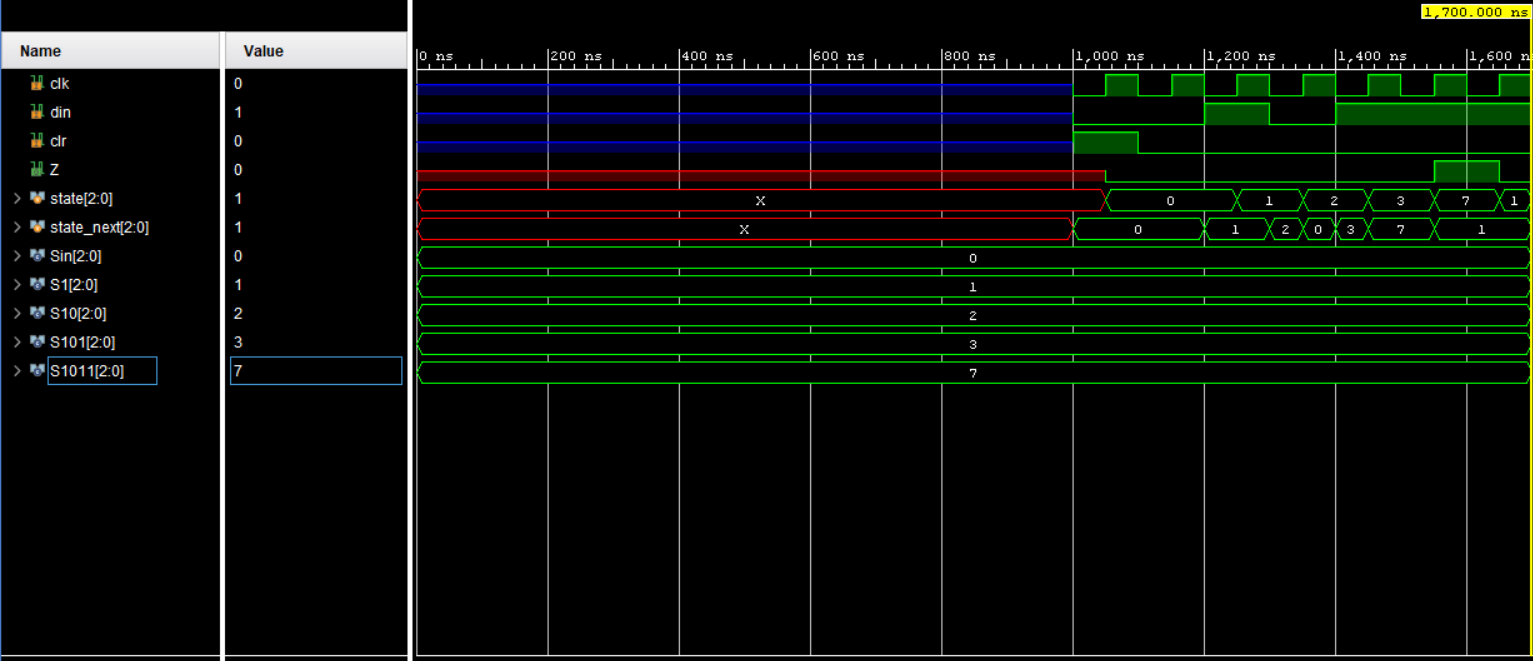 1,700.000 ns
Name Value
0 ns 200 ns 400 ns 600 ns 800 ns 1,000 ns 1,200 ns 1,400 ns 1,600 n
clk 0
din 1
clr 0
Z 0
state[2:0] 1 X 0 1 2 3 7 1
state_next[2:0] 1 X 0 1 2 0 3 7 1
Sin[2:0] 0 0
S1[2:0] 1 1
S10[2:0] 2 2
S101[2:0] 3 3
S1011[2:0] 7 7